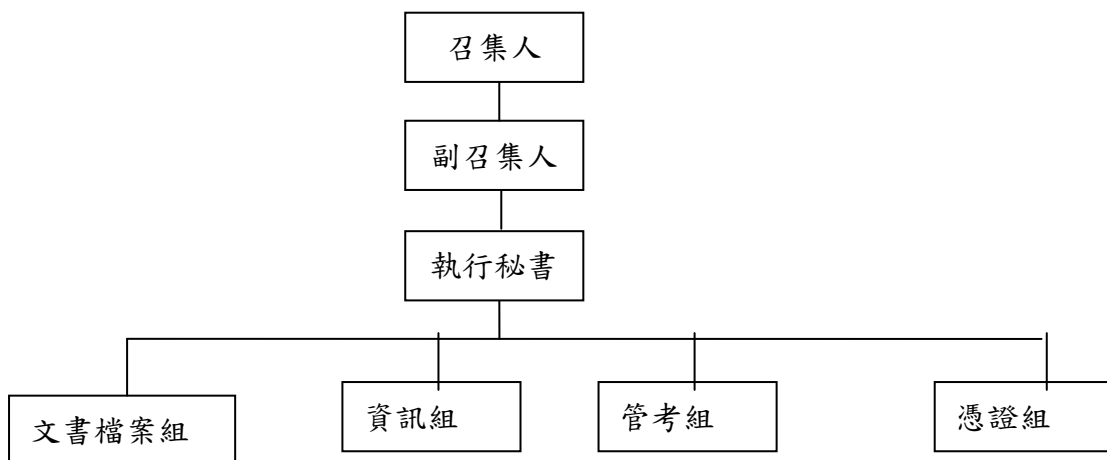 召集人
副召集人
執行秘書
文書檔案組
資訊組
管考組
憑證組